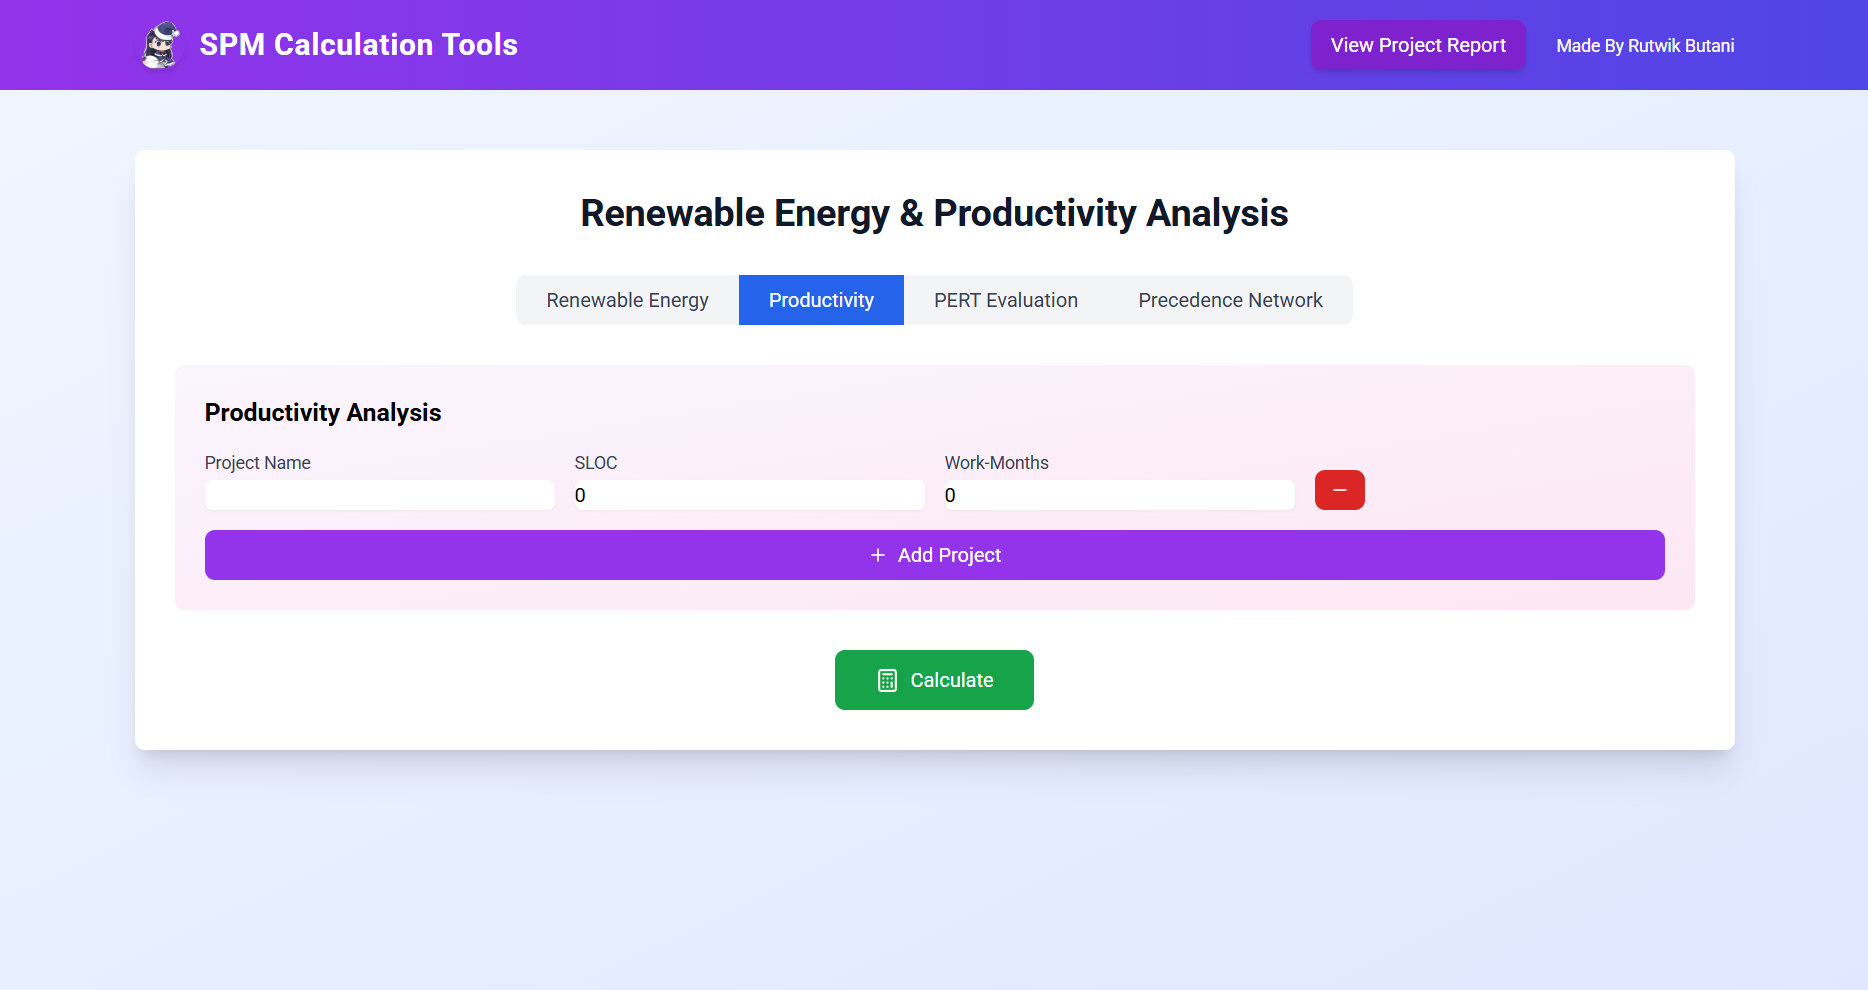 SPM Calculation Tools
View Project Report
Made By Rutwik Butani
Renewable Energy & Productivity Analysis
Renewable Energy
Productivity
PERT Evaluation
Precedence Network
Productivity Analysis
Project Name
SLOC
Work-Months
0
0
Add Project
Calculate